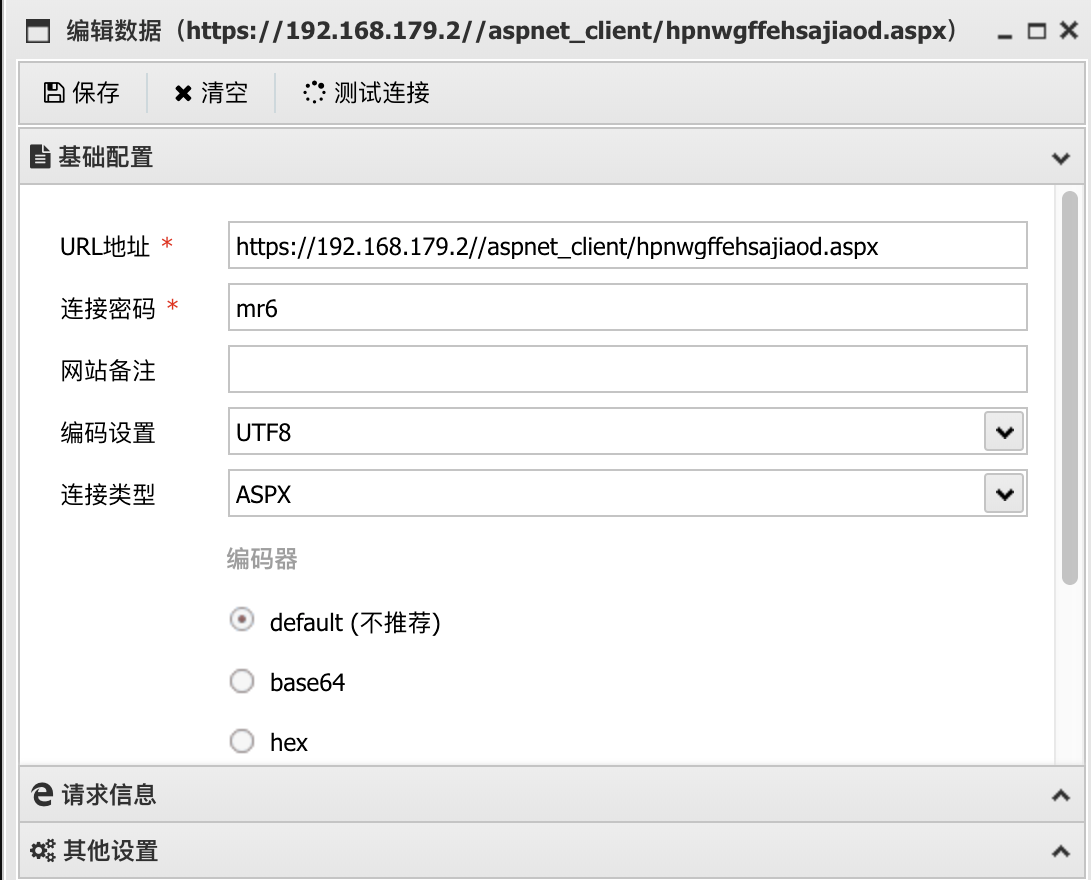 编辑数据（https://192.168.179.2//aspnet_client/hpnwgffehsajiaod.aspx）
保存 清空 测试连接
基础配置
URL地址 * https://192.168.179.2//aspnet_client/hpnwgffehsajiaod.aspx
连接密码 * mr6
网站备注
编码设置 UTF8
连接类型 ASPX
编码器
default (不推荐)
base64
hex
请求信息
其他设置